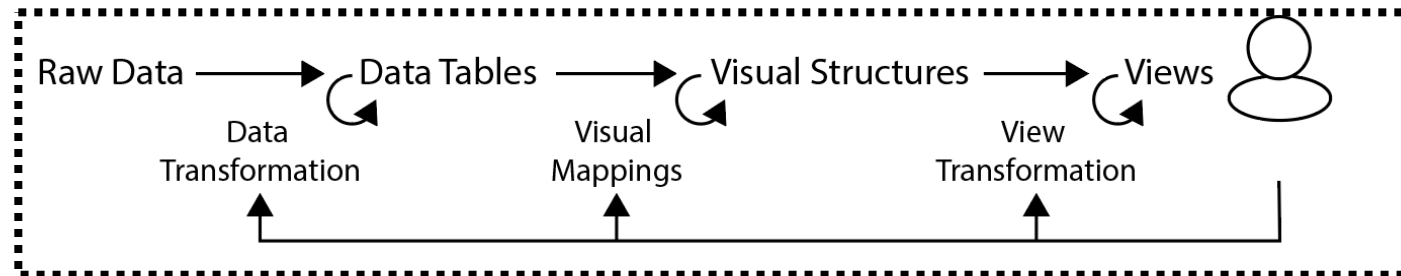 Raw Data Data Tables Visual Structures Views
Data Visual View
Transformation Mappings Transformation